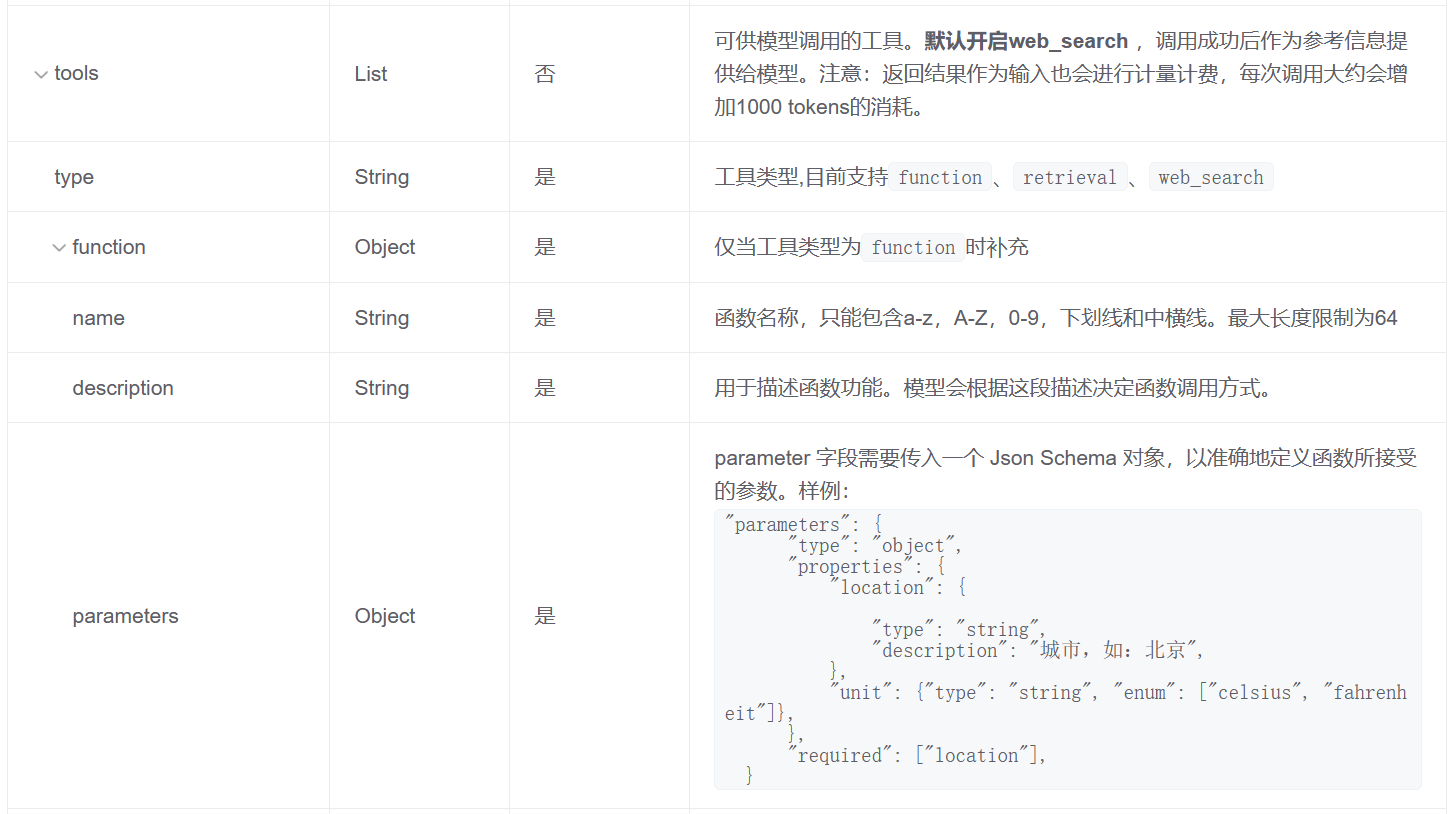 tools
List
否
可供模型调用的工具。默认开启web_search ，调用成功后作为参考信息提
供给模型。注意：返回结果作为输入也会进行计量计费，每次调用大约会增
加1000 tokens的消耗。
type
String
是
工具类型,目前支持 function 、 retrieval 、 web_search
function
Object
是
仅当工具类型为 function 时补充
name
String
是
函数名称，只能包含a-z，A-Z，0-9，下划线和中横线。最大长度限制为64
description
String
是
用于描述函数功能。模型会根据这段描述决定函数调用方式。
parameters
Object
是
parameter 字段需要传入一个 Json Schema 对象，以准确地定义函数所接受
的参数。样例：
"parameters": {
"type": "object",
"properties": {
"location": {
"type": "string",
"description": "城市，如：北京",
},
"unit": {"type": "string", "enum": ["celsius", "fahrenh
eit"]},
},
"required": ["location"],
}